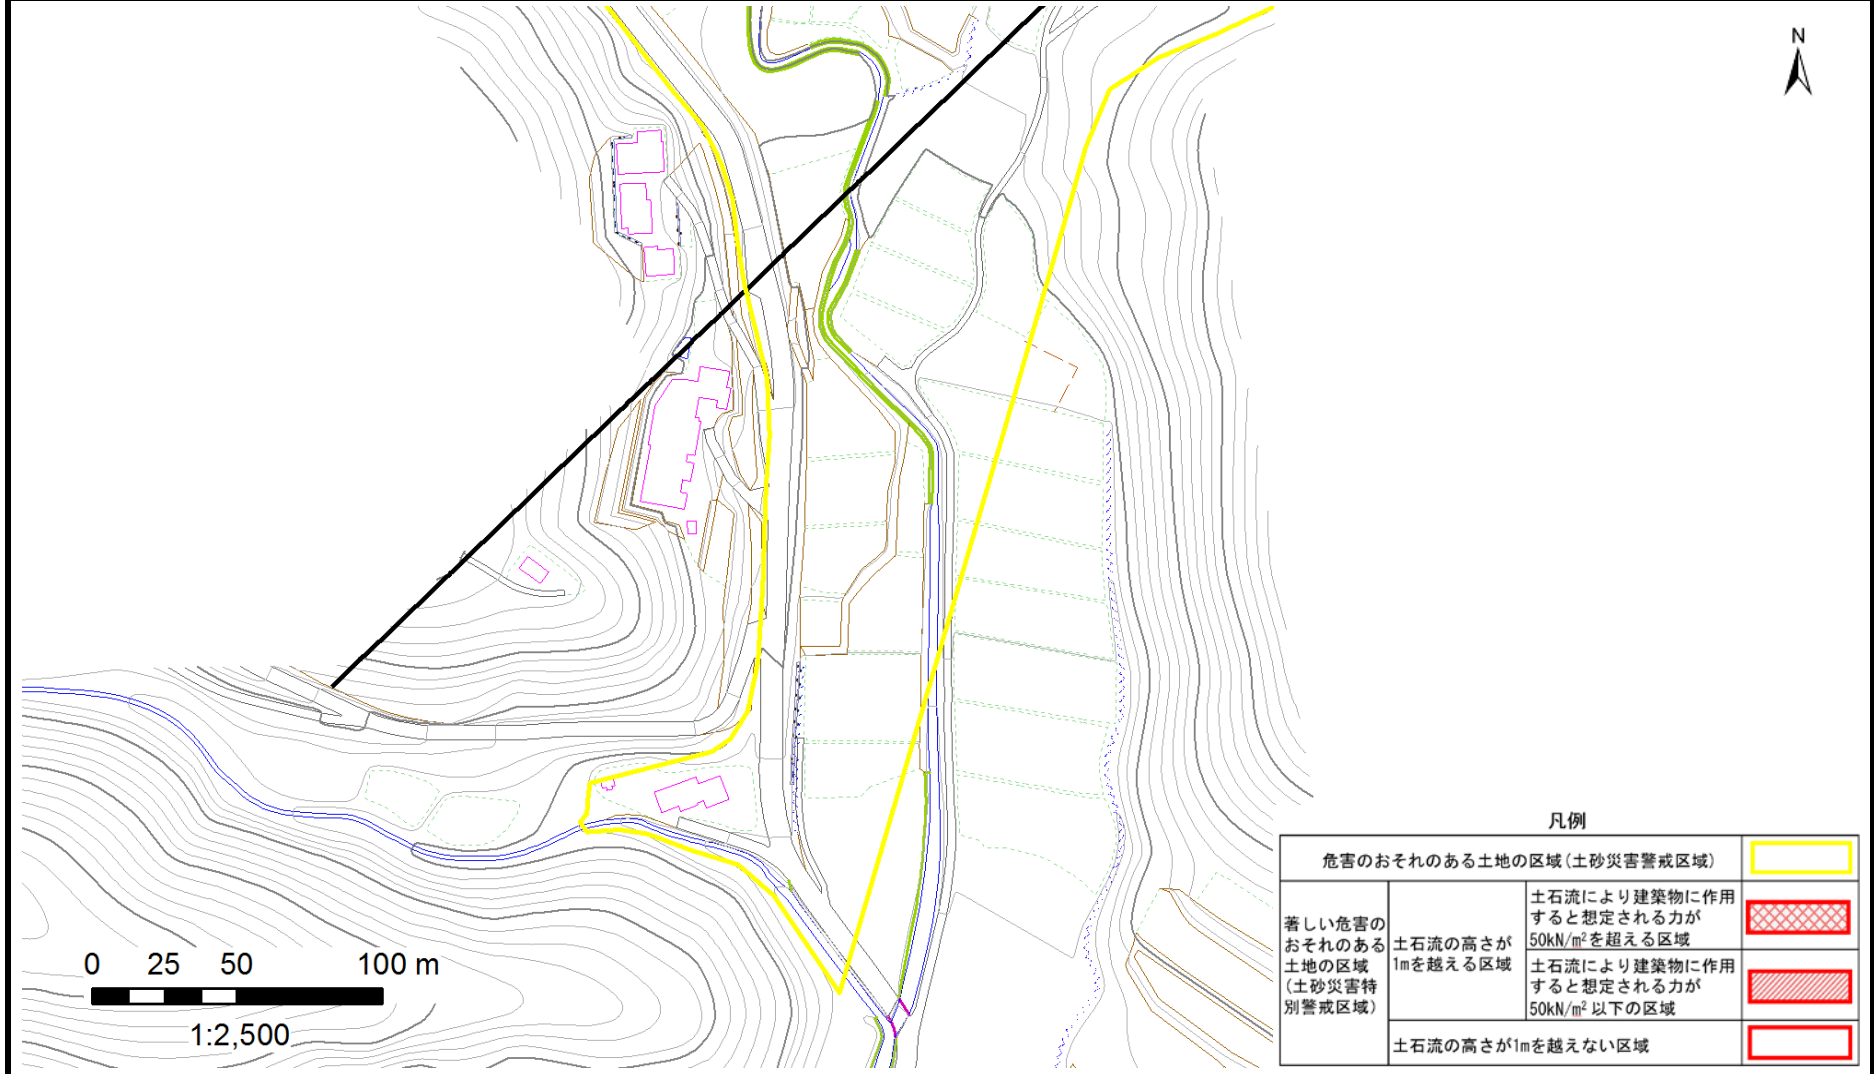 N
凡例
危害のおそれのある土地の区域(土砂災害警戒区域)
著しい危害の
おそれのある
土地の区域
(土砂災害特
別警戒区域)
土石流の高さが
1mを越える区域
土石流により建築物に作用
すると想定される力が
50kN/m²を超える区域
土石流により建築物に作用
すると想定される力が
50kN/m²以下の区域
土石流の高さが1mを越えない区域
0 25 50 100 m
1:2,500